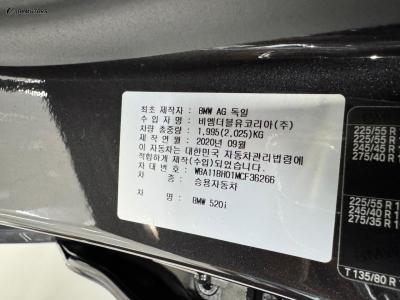 최초 제작자 : BMW AG 독일
수 입 자 명 : 비엠더블유코리아(주)
차량 총중량 : 1,995(2,025)KG
제 작 연 월 : 2020년 09월
이 자동차는 대한민국 자동차관리법령에
적합하게 제작(수입)되었습니다.
차 대 번 호 : WBA11BH01MCF36266
차 종 : 승용자동차
차 명 : BMW 520i
225/55 R
225/55 R
245/45 R
275/40 R
225/55 R
245/40 R
275/35 R
T 135/80 R